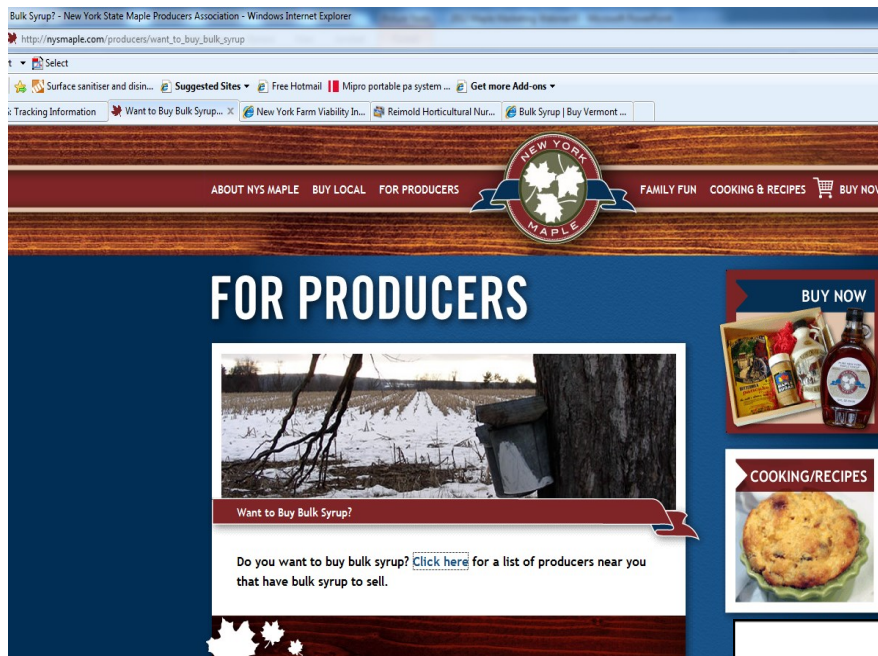 Bulk Syrup? - New York State Maple Producers Association - Windows Internet Explorer
http://nysmaple.com/producers/want_to_buy_bulk_syrup
t Select
Surface sanitiser and disin... Suggested Sites Free Hotmail Mipro portable pa system ... Get more Add-ons
: Tracking Information Want to Buy Bulk Syrup... X New York Farm Viability In... Reimold Horticultural Nur... Bulk Syrup | Buy Vermont ...
NEW YORK
MAPLE
ABOUT NYS MAPLE BUY LOCAL FOR PRODUCERS FAMILY FUN COOKING & RECIPES BUY NOW
FOR PRODUCERS
BUY NOW
COOKING/RECIPES
Want to Buy Bulk Syrup?
Do you want to buy bulk syrup? Click here for a list of producers near you
that have bulk syrup to sell.